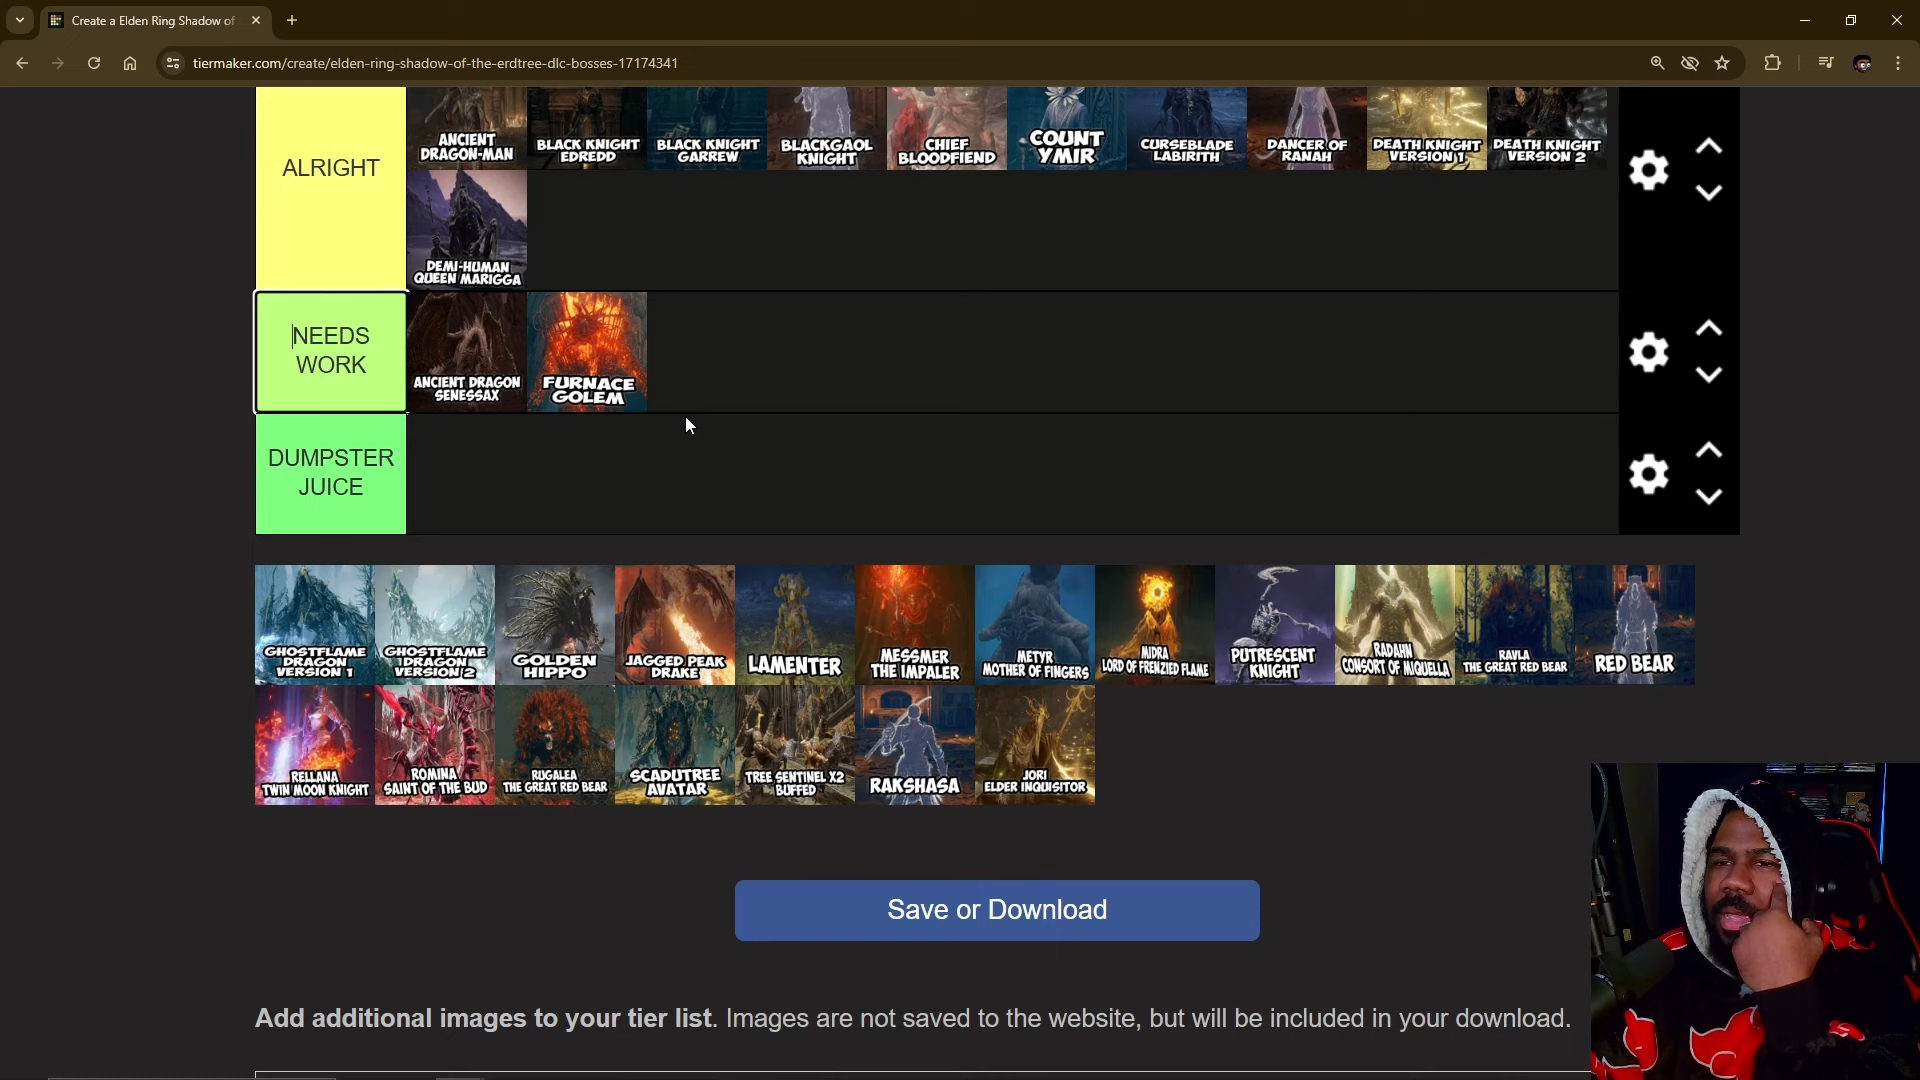 Create a Elden Ring Shadow of
tiermaker.com/create/elden-ring-shadow-of-the-erdtree-dlc-bosses-17174341
ALRIGHT
ANCIENT DRAGON-MAN
BLACK KNIGHT EDREDD
BLACK KNIGHT GARREW
BLACKGAOL KNIGHT
CHIEF BLOODFIEND
COUNT YMIR
CURSEBLADE LABIRITH
DANCER OF RANAH
DEATH KNIGHT VERSION 1
DEATH KNIGHT VERSION 2
DEMI-HUMAN QUEEN MARIGGA
NEEDS
WORK
ANCIENT DRAGON SENESSAX
FURNACE GOLEM
DUMPSTER
JUICE
GHOSTFLAME DRAGON VERSION 1
GHOSTFLAME DRAGON VERSION 2
GOLDEN HIPPO
JAGGED PEAK DRAKE
LAMENTER
MESSMER THE IMPALER
METYR MOTHER OF FINGERS
MIDRA LORD OF FRENZIED FLAME
PUTRESCENT KNIGHT
RADAHN CONSORT OF MIQUELLA
RAVLA THE GREAT RED BEAR
RED BEAR
RELLANA TWIN MOON KNIGHT
ROMINA SAINT OF THE BUD
RUGALEA THE GREAT RED BEAR
SCADUTREE AVATAR
TREE SENTINEL X2 BUFFED
RAKSHASA
JORI ELDER INQUISITOR
Save or Download
Add additional images to your tier list. Images are not saved to the website, but will be included in your download.